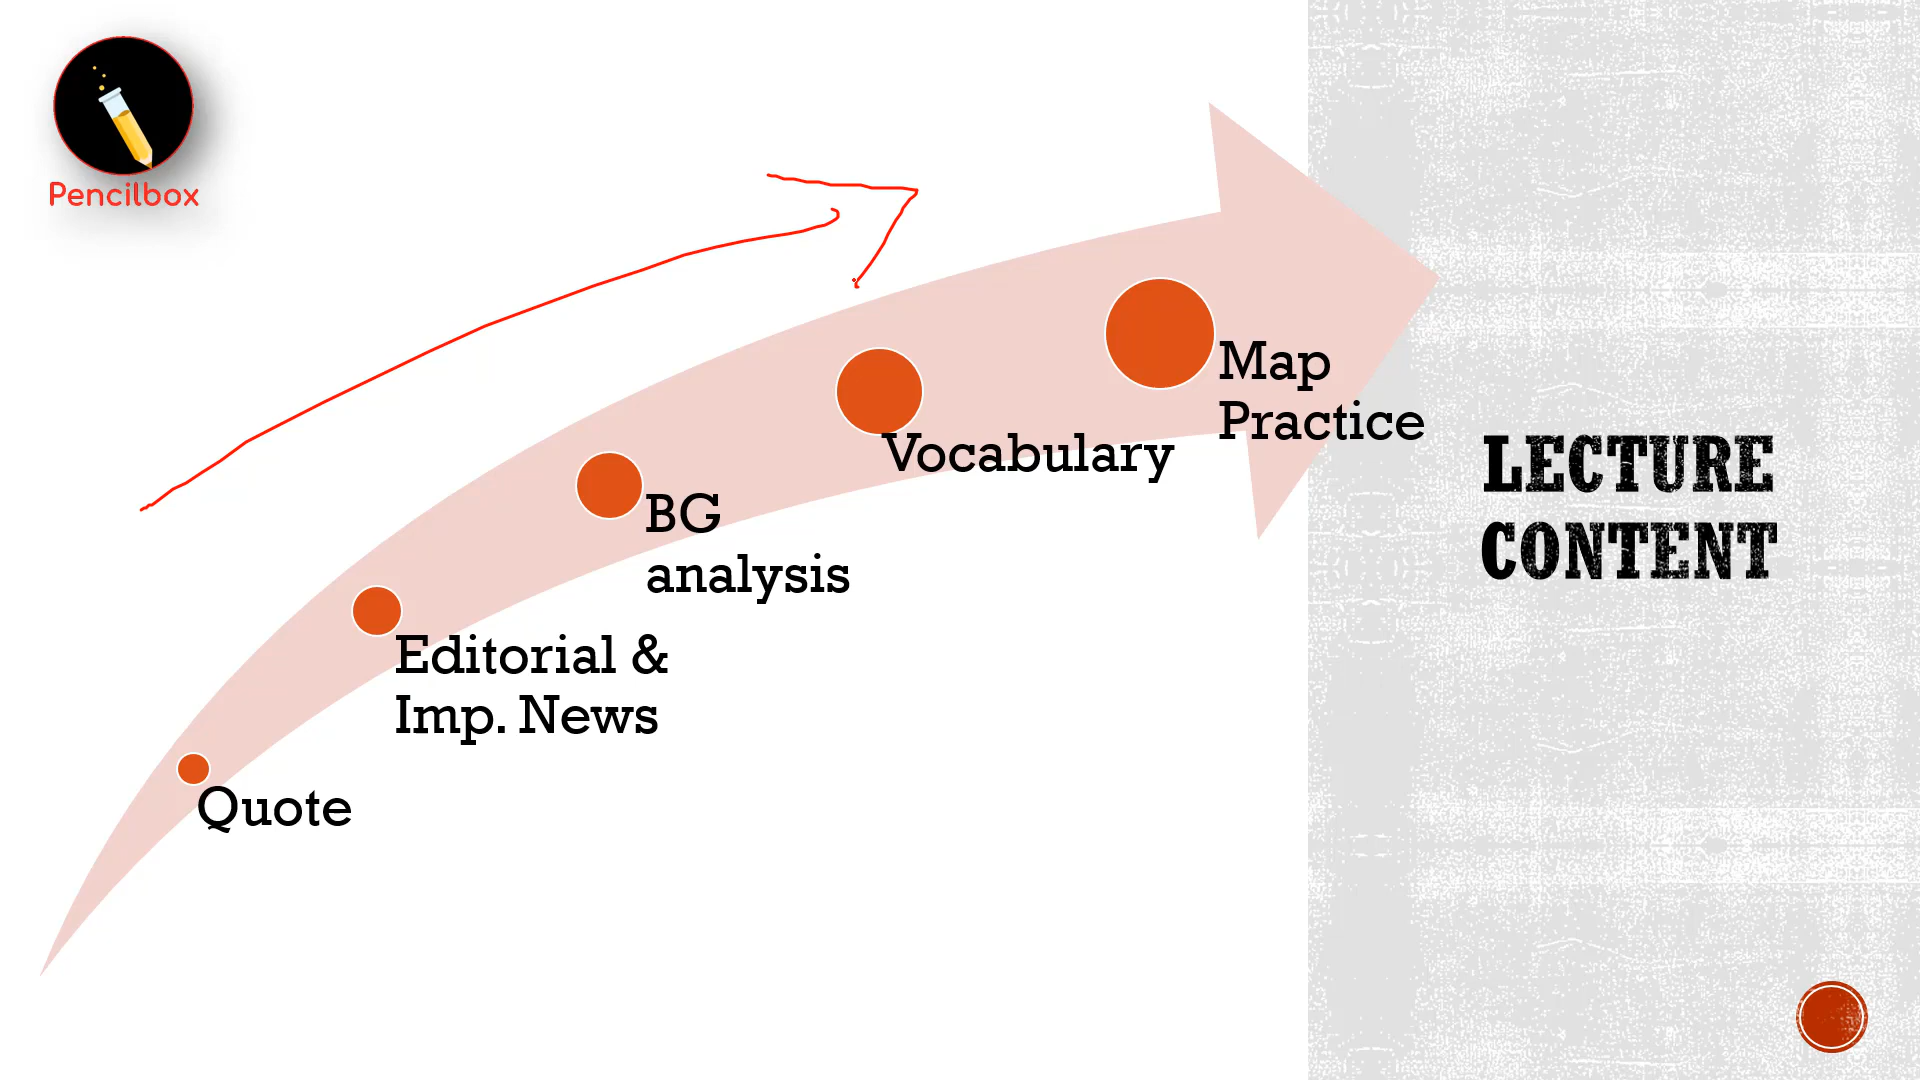 Pencilbox
Map
Practice
Vocabulary
BG
analysis
Editorial &
Imp. News
Quote
LECTURE
CONTENT